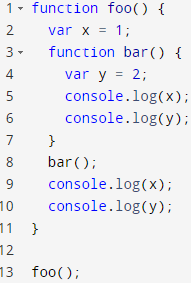 1 function foo() {
2   var x = 1;
3   function bar() {
4     var y = 2;
5     console.log(x);
6     console.log(y);
7   }
8   bar();
9   console.log(x);
10   console.log(y);
11 }
12
13 foo();